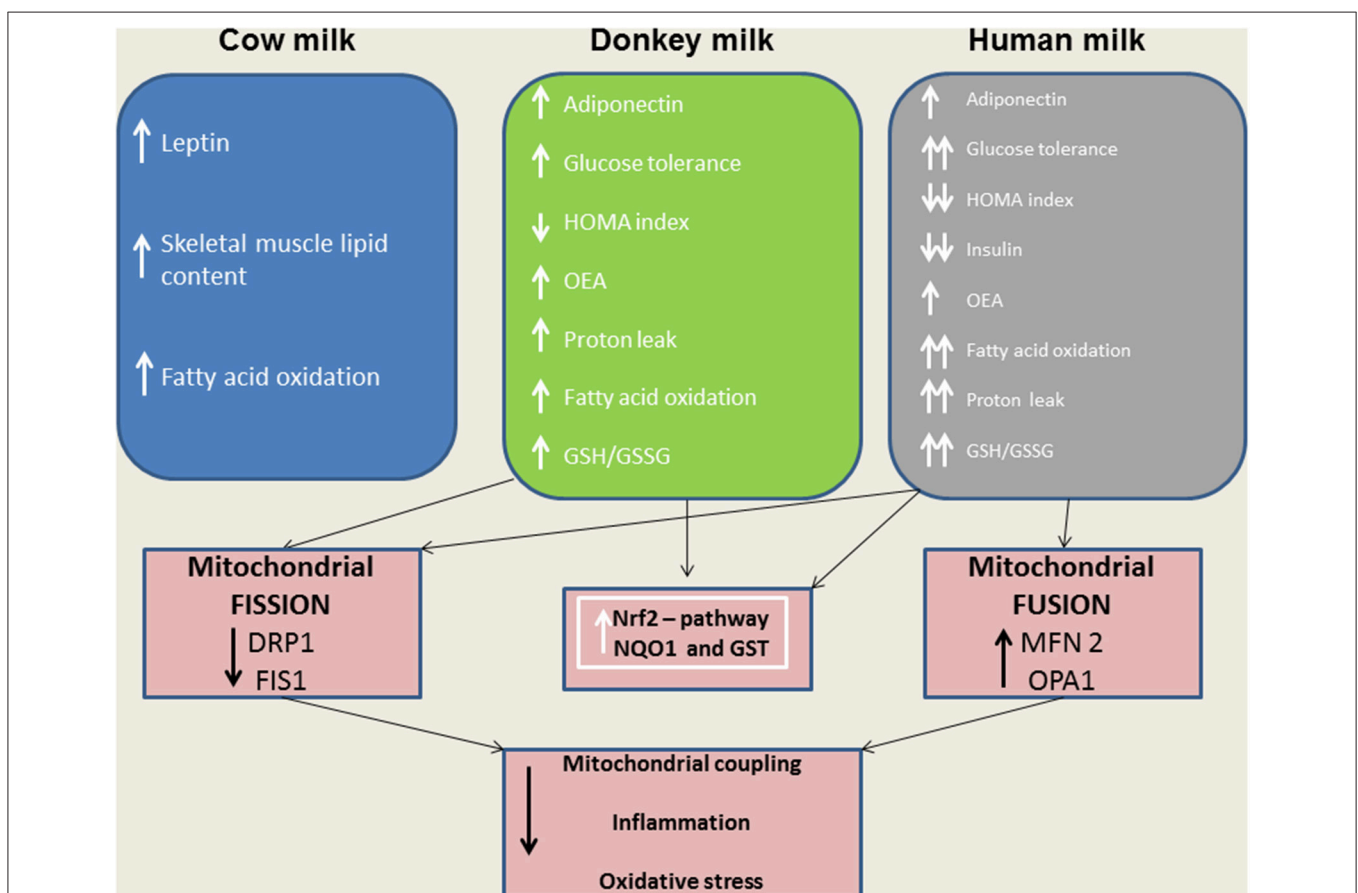 Cow milk
Donkey milk
Human milk
Leptin
Skeletal muscle lipid
content
Fatty acid oxidation
Adiponectin
Glucose tolerance
HOMA index
OEA
Proton leak
Fatty acid oxidation
GSH/GSSG
Adiponectin
Glucose tolerance
HOMA index
Insulin
OEA
Fatty acid oxidation
Proton leak
GSH/GSSG
Mitochondrial
FISSION
DRP1
FIS1
Nrf2 – pathway
NQO1 and GST
Mitochondrial
FUSION
MFN 2
OPA1
Mitochondrial coupling
Inflammation
Oxidative stress